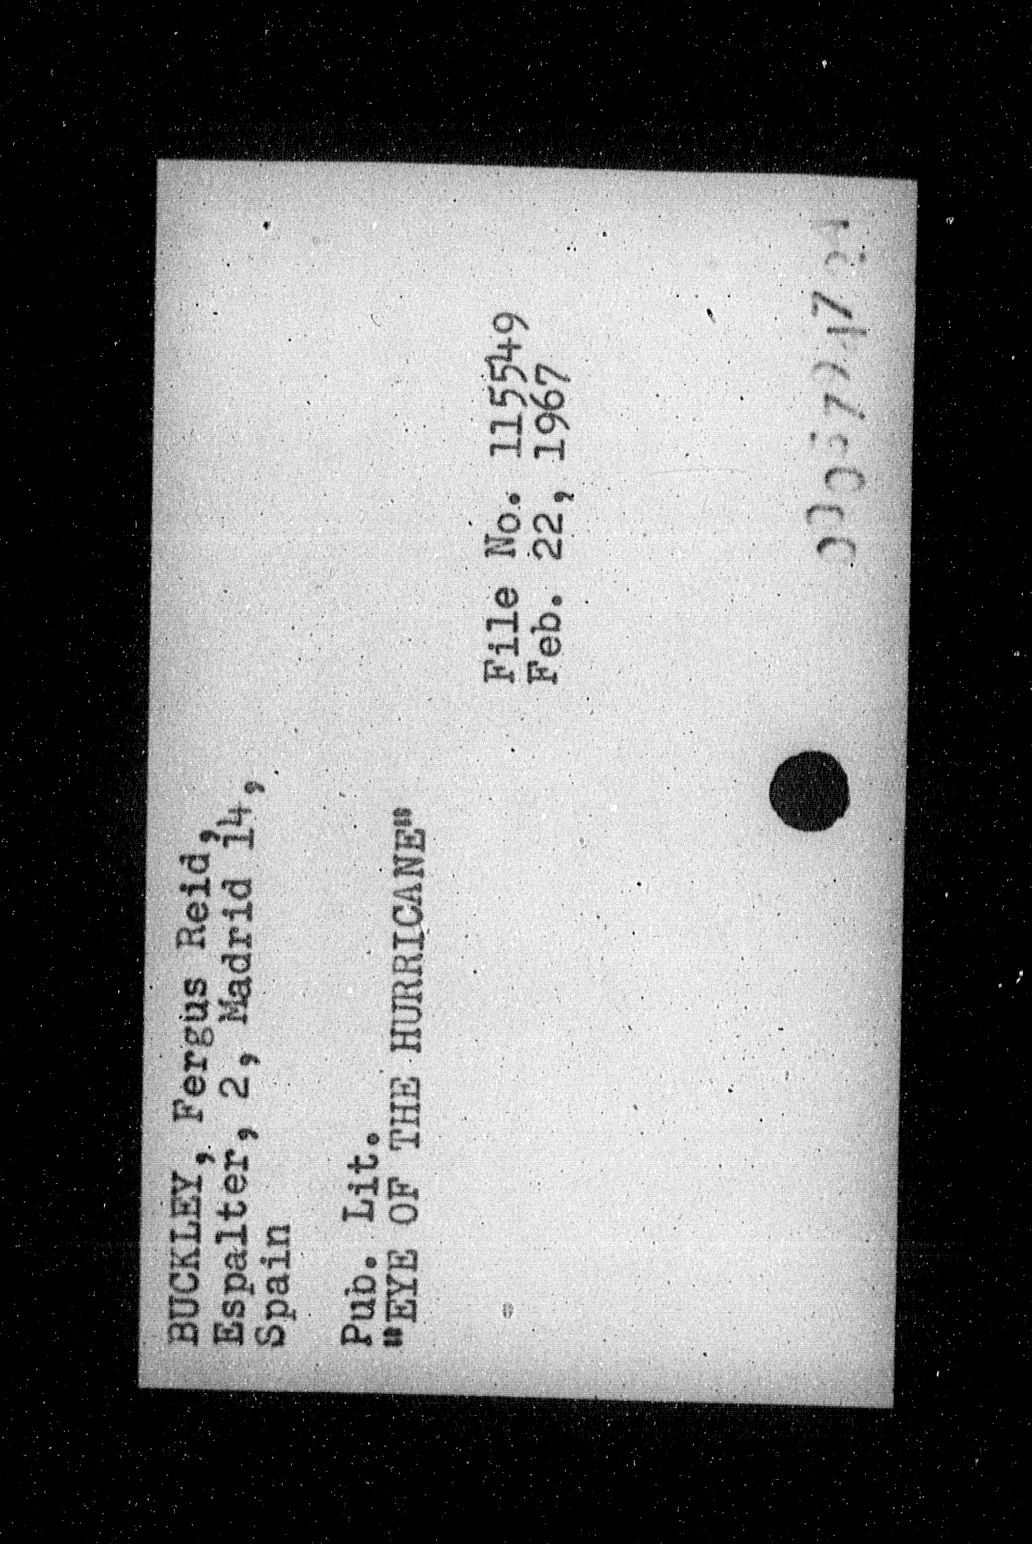 BUCKLEY, Fergus Reid,
Espalter, 2, Madrid 14,
Spain
Pub. Lit.
"EYE OF THE HURRICANE"
File No. 115549
Feb. 22, 1967